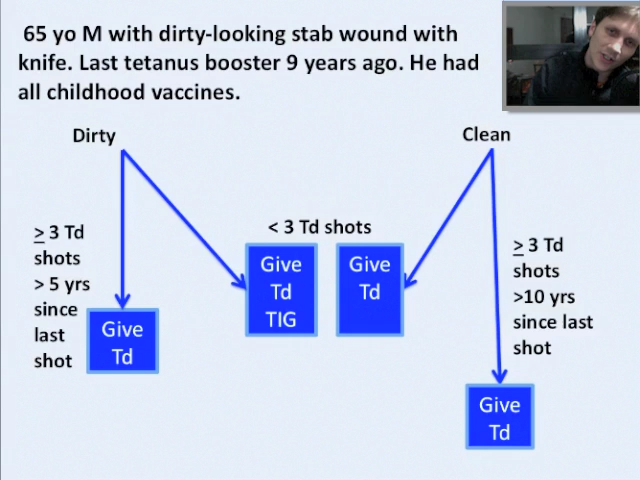 65 yo M with dirty-looking stab wound with
knife. Last tetanus booster 9 years ago. He had
all childhood vaccines.
Dirty
Clean
≥ 3 Td
shots
> 5 yrs
since
last
shot
Give
Td
< 3 Td shots
Give
Td
TIG
Give
Td
≥ 3 Td
shots
>10 yrs
since last
shot
Give
Td